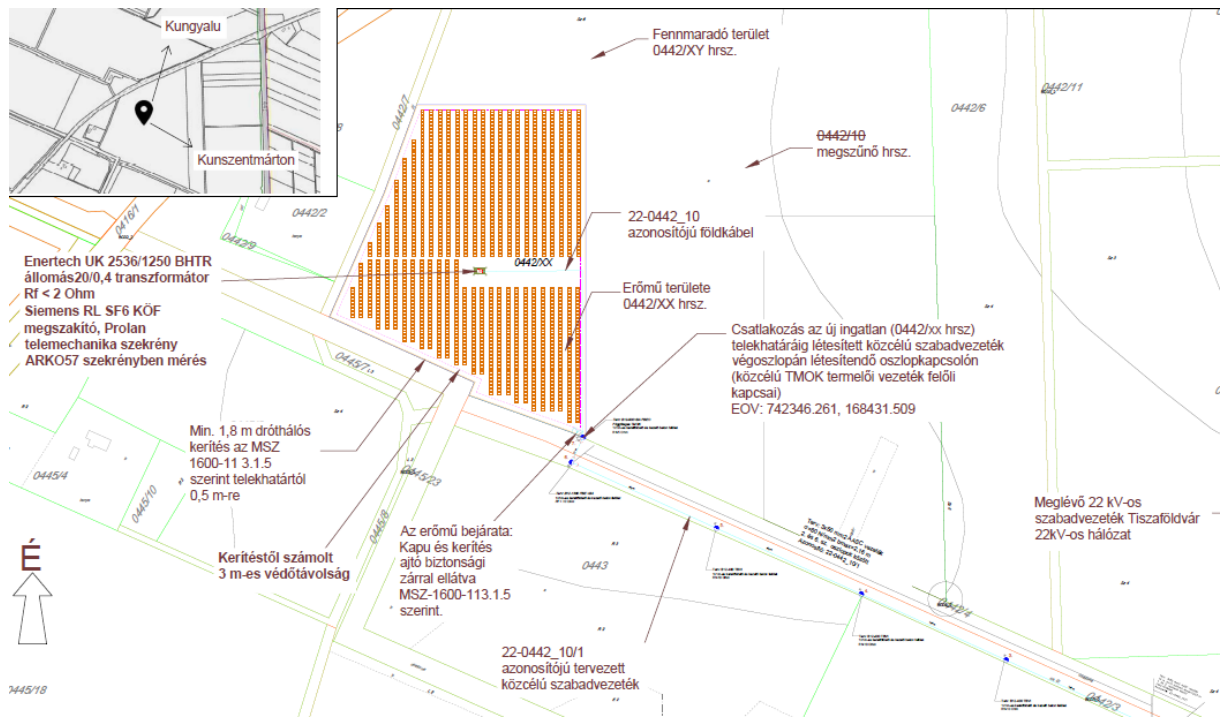 Kungyalu
Kunszentmárton
Fennmaradó terület
0442/XY hrsz.
0442/11
0442/7
0442/6
0442/10
megszűnő hrsz.
0442/2
0416/1
0442/9
22-0442_10
azonosítójú földkábel
Enertech UK 2536/1250 BHTR
állomás20/0,4 transzformátor
Rf < 2 Ohm
Siemens RL SF6 KÖF
megszakító, Prolan
telemechanika szekrény
ARKO57 szekrényben mérés
0442/XX
Erőmű területe
0442/XX hrsz.
Csatlakozás az új ingatlan (0442/xx hrsz)
telekhatáráig létesített közcélú szabadvezeték
végoszlopán létesítendő oszlopkapcsolón
(közcélú TMOK termelői vezeték felőli
kapcsai)
EOV: 742346.261, 168431.509
0445/7
Min. 1,8 m dróthálós
kerítés az MSZ
1600-11 3.1.5
szerint telekhatártól
0,5 m-re
0445/4
0445/10
0445/23
0445/8
Meglévő 22 kV-os
szabadvezeték Tiszaföldvár
22kV-os hálózat
Az erőmű bejárata:
Kapu és kerítés
ajtó biztonsági
zárral ellátva
MSZ-1600-113.1.5
szerint.
Kerítéstől számolt
3 m-es védőtávolság
É
0443
0442/4
22-0442_10/1
azonosítójú tervezett
közcélú szabadvezeték
0445/18
0442/3